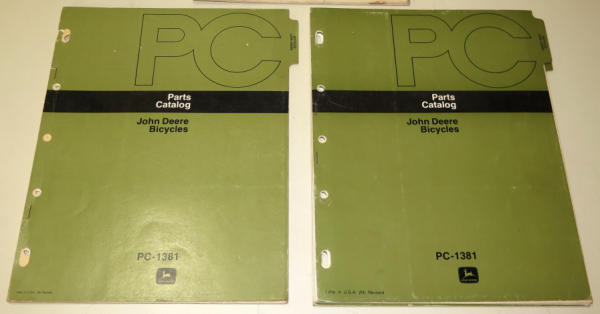 PC
Parts
Catalog
John Deere
Bicycles
PC-1381
PC
Parts
Catalog
John Deere
Bicycles
PC-1381